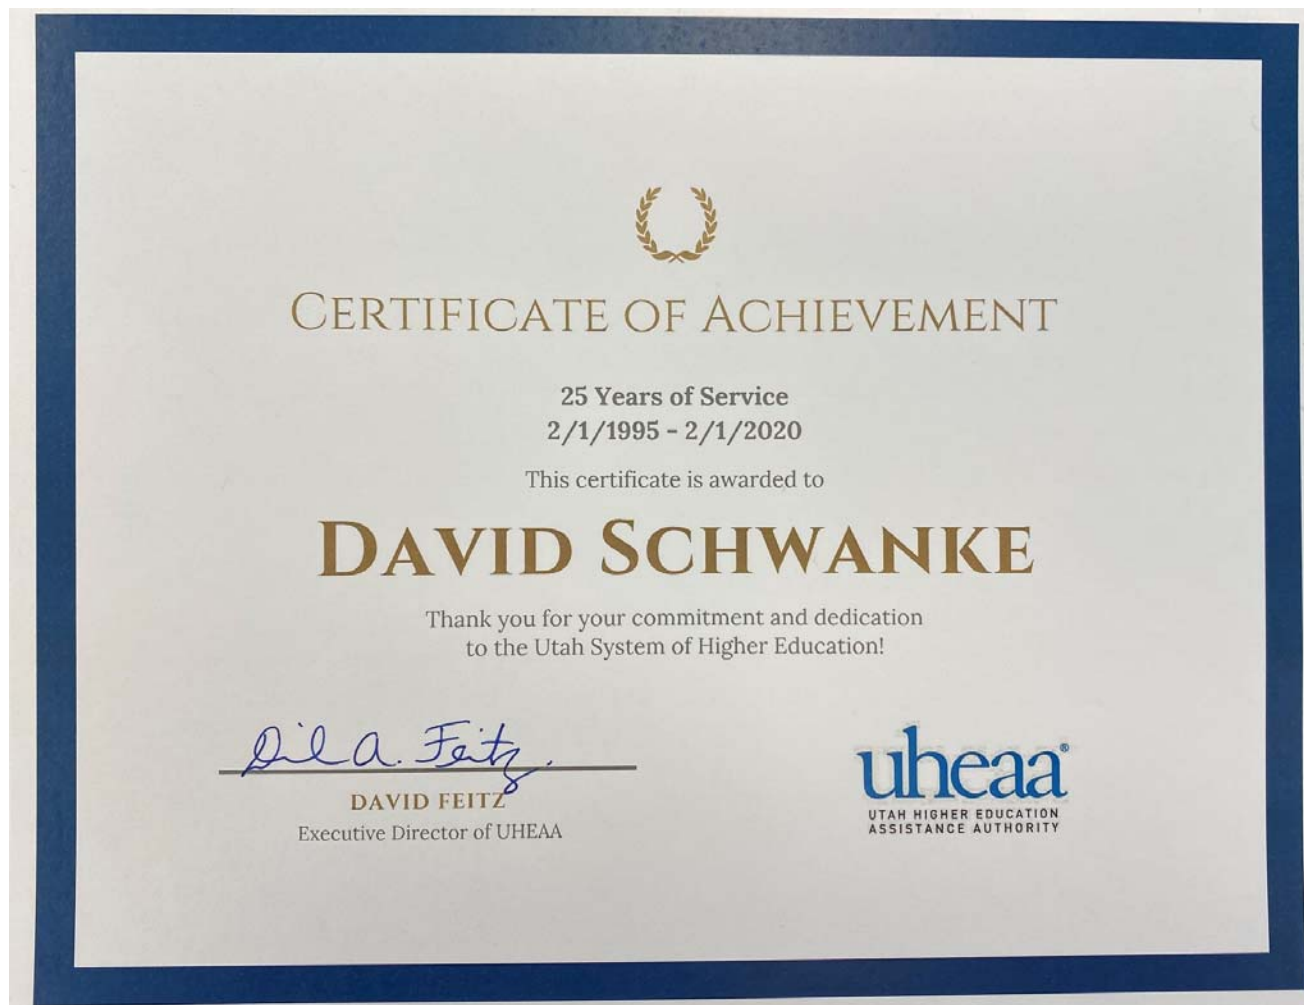 CERTIFICATE OF ACHIEVEMENT
25 Years of Service
2/1/1995 - 2/1/2020
This certificate is awarded to
DAVID SCHWANKE
Thank you for your commitment and dedication
to the Utah System of Higher Education!
David A. Feitz
DAVID FEITZ
Executive Director of UHEAA
uheaa®
UTAH HIGHER EDUCATION
ASSISTANCE AUTHORITY